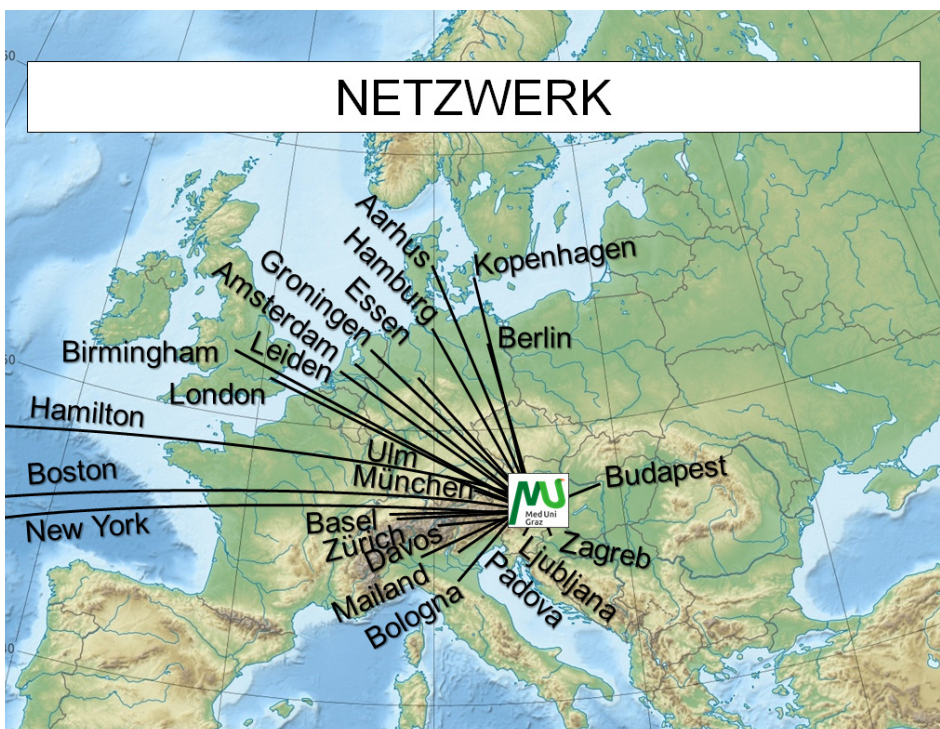 NETZWERK
Aarhus
Kopenhagen
Hamburg
Groningen
Essen
Amsterdam
Berlin
Leiden
Birmingham
London
Hamilton
Ulm
Boston
München
Budapest
MU
Med Uni
Graz
New York
Basel
Zürich
Zagreb
Davos
Ljubljana
Mailand
Padova
Bologna